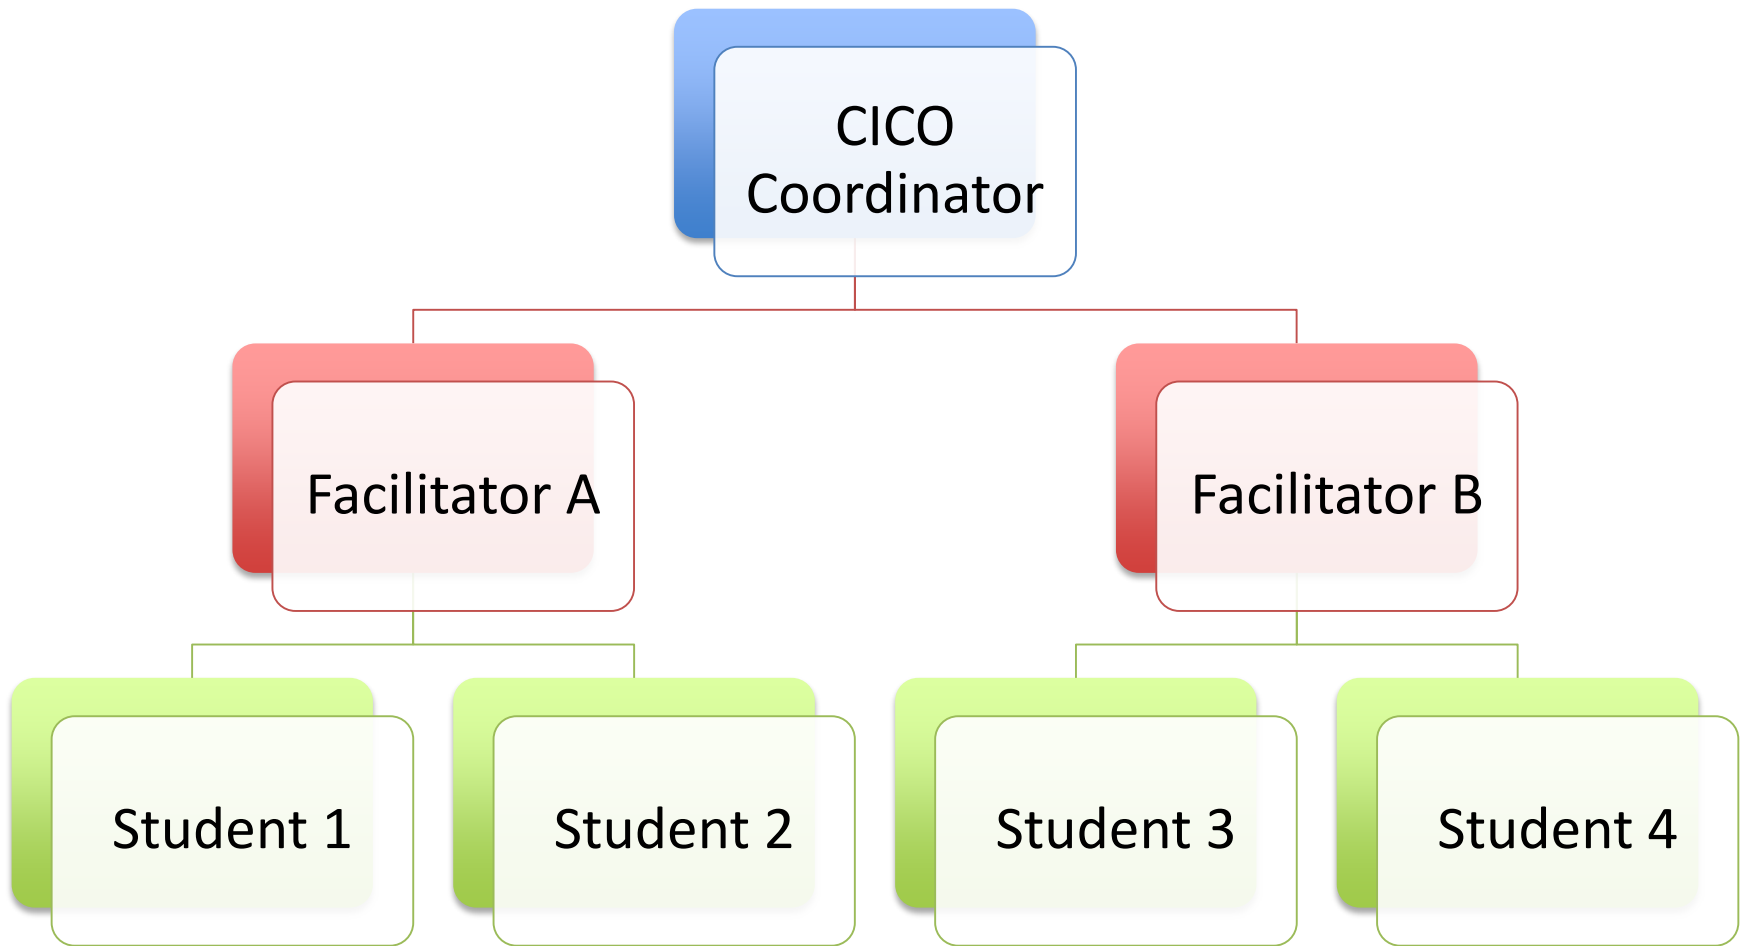 CICO
Coordinator
Facilitator A
Facilitator B
Student 1
Student 2
Student 3
Student 4